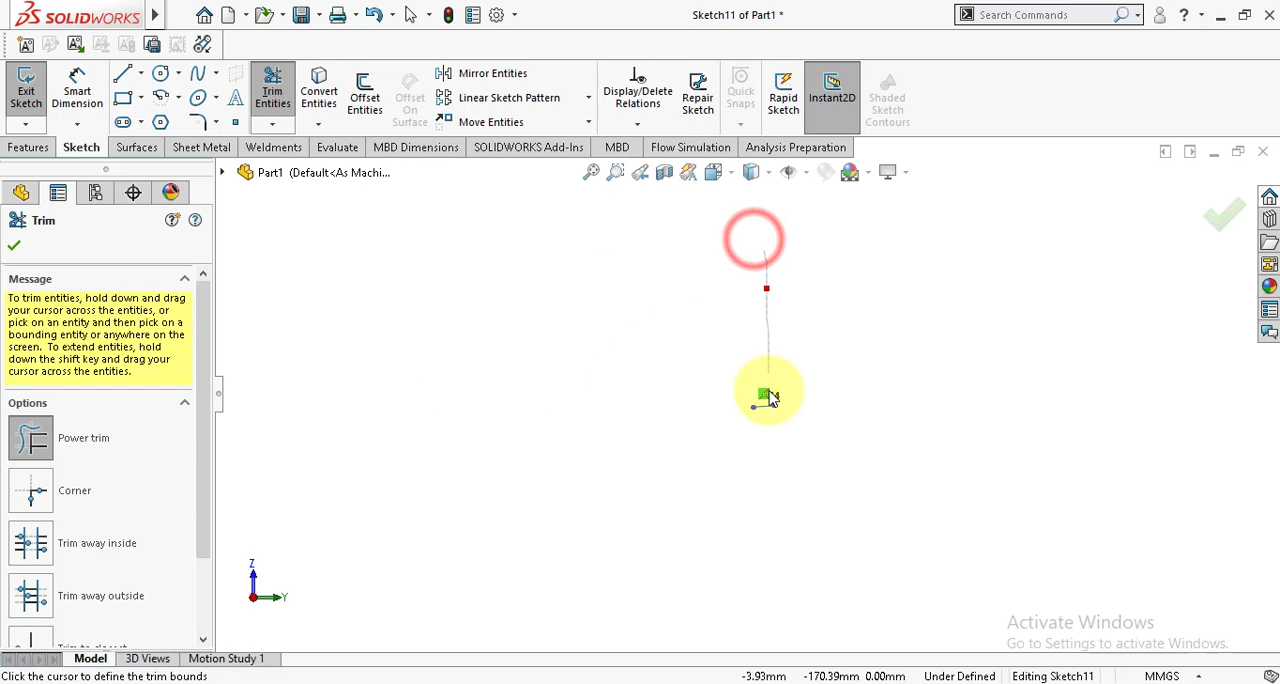 SOLIDWORKS
Sketch11 of Part1 *
Search Commands
Exit Sketch
Smart Dimension
Trim Entities
Convert Entities
Offset Entities
Offset On Surface
Mirror Entities
Linear Sketch Pattern
Move Entities
Display/Delete Relations
Repair Sketch
Quick Snaps
Rapid Sketch
Instant2D
Shaded Sketch Contours
Features
Sketch
Surfaces
Sheet Metal
Weldments
Evaluate
MBD Dimensions
SOLIDWORKS Add-Ins
MBD
Flow Simulation
Analysis Preparation
Part1 (Default<As Machi...
Trim
Message
To trim entities, hold down and drag
your cursor across the entities, or
pick on an entity and then pick on a
bounding entity or anywhere on the
screen. To extend entities, hold
down the shift key and drag your
cursor across the entities.
Options
Power trim
Corner
Trim away inside
Trim away outside
Z
Y
Activate Windows
Go to Settings to activate Windows.
Model
3D Views
Motion Study 1
Click the cursor to define the trim bounds
-3.93mm
-170.39mm 0.00mm
Under Defined
Editing Sketch11
MMGS